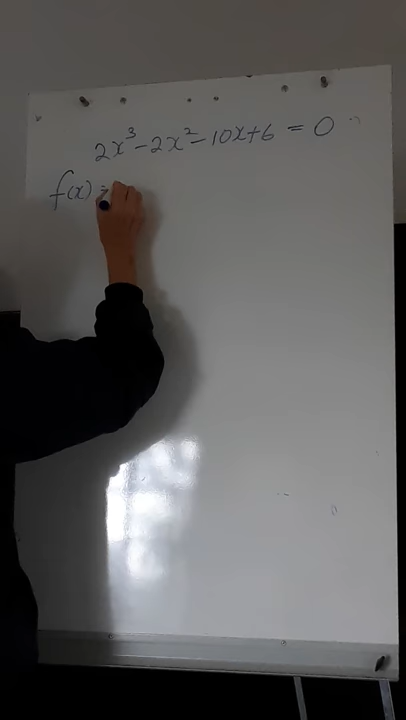 2x³-2x²-10x+6 = 0
f(x) =